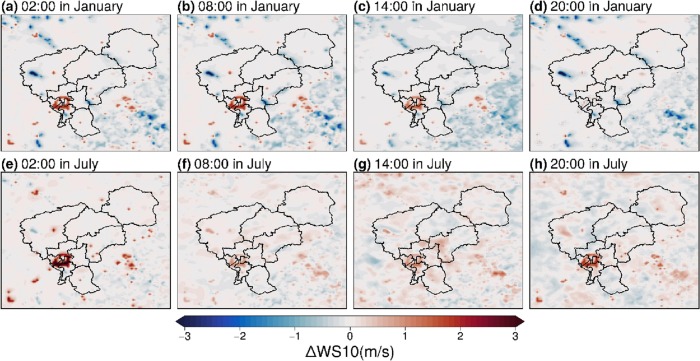 (a) 02:00 in January
(b) 08:00 in January
(c) 14:00 in January
(d) 20:00 in January
(e) 02:00 in July
(f) 08:00 in July
(g) 14:00 in July
(h) 20:00 in July
−3 −2 −1 0 1 2 3
ΔWS10(m/s)